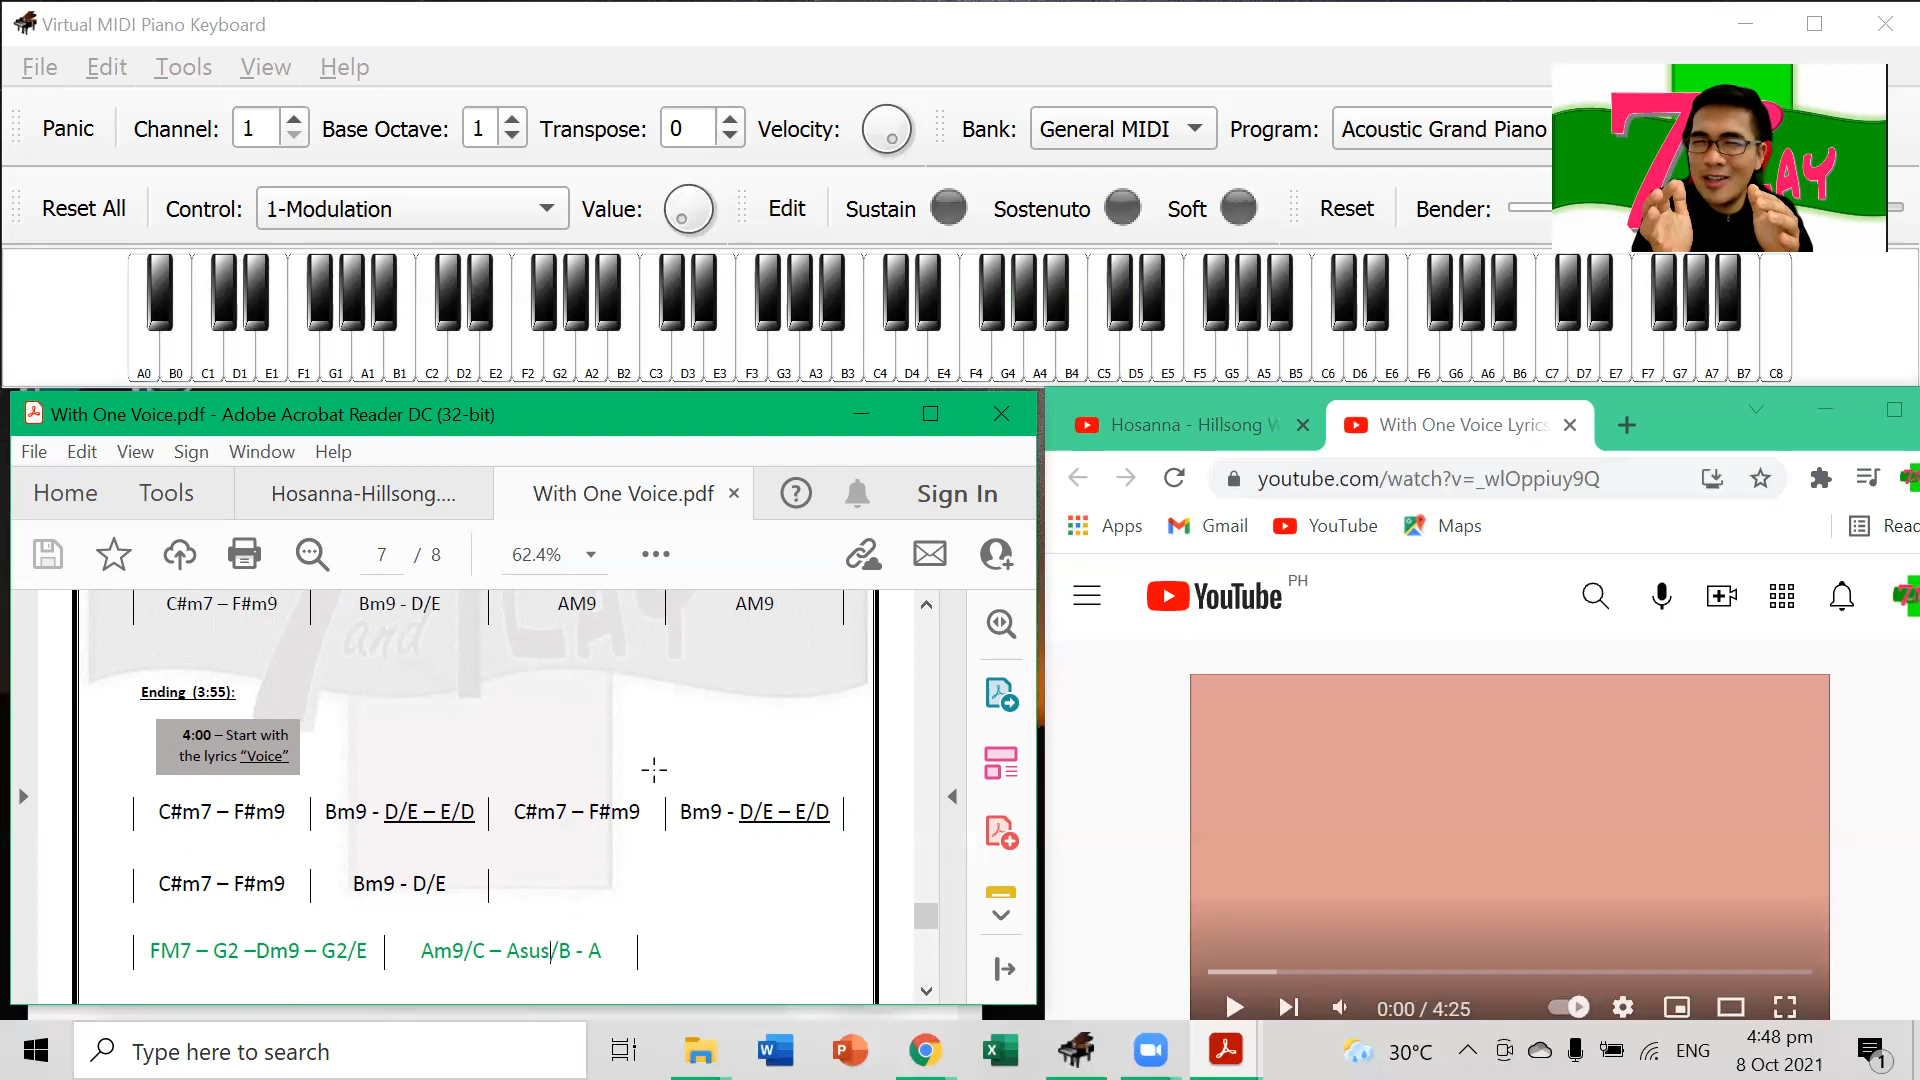 Virtual MIDI Piano Keyboard
File Edit Tools View Help
Panic Channel: 1 Base Octave: 1 Transpose: 0 Velocity: Bank: General MIDI Program: Acoustic Grand Piano
Reset All Control: 1-Modulation Value: Edit Sustain Sostenuto Soft Reset Bender:
7 LAY
A0 B0 C1 D1 E1 F1 G1 A1 B1 C2 D2 E2 F2 G2 A2 B2 C3 D3 E3 F3 G3 A3 B3 C4 D4 E4 F4 G4 A4 B4 C5 D5 E5 F5 G5 A5 B5 C6 D6 E6 F6 G6 A6 B6 C7 D7 E7 F7 G7 A7 B7 C8
With One Voice.pdf - Adobe Acrobat Reader DC (32-bit)
File Edit View Sign Window Help
Home Tools Hosanna-Hillsong.... With One Voice.pdf Sign In
7 / 8 62.4%
C#m7 – F#m9 Bm9 - D/E AM9 AM9
7 and PLAY
Ending (3:55):
4:00 – Start with
the lyrics “Voice”
C#m7 – F#m9 Bm9 - D/E – E/D C#m7 – F#m9 Bm9 - D/E – E/D
C#m7 – F#m9 Bm9 - D/E
FM7 – G2 –Dm9 – G2/E Am9/C – Asus/B - A
Hosanna - Hillsong W With One Voice Lyrics
youtube.com/watch?v=_wlOppiuy9Q
Apps Gmail YouTube Maps Reac
YouTube PH
0:00 / 4:25
Type here to search
30°C ENG 4:48 pm
8 Oct 2021
1